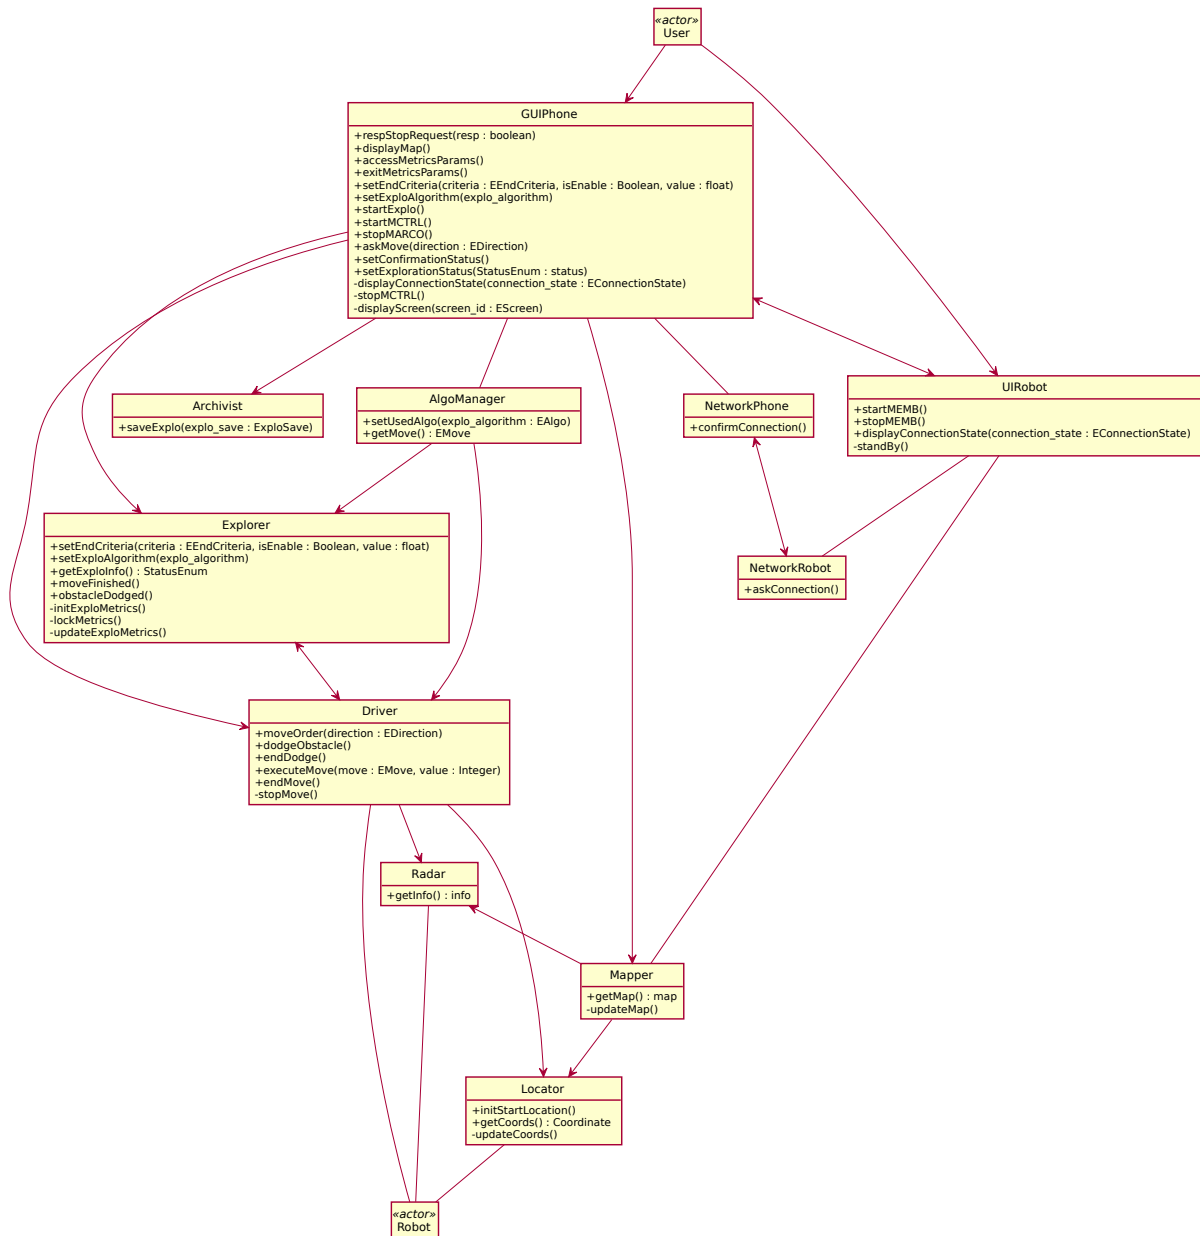 «actor»
User
GUIPhone
+respStopRequest(resp : boolean)
+displayMap()
+accessMetricsParams()
+exitMetricsParams()
+setEndCriteria(criteria : EEndCriteria, isEnable : Boolean, value : float)
+setExploAlgorithm(explo_algorithm)
+startExplo()
+startMCTRL()
+stopMARCO()
+askMove(direction : EDirection)
+setConfirmationStatus()
+setExplorationStatus(StatusEnum : status)
-displayConnectionState(connection_state : EConnectionState)
-stopMCTRL()
-displayScreen(screen_id : EScreen)
Archivist
+saveExplo(explo_save : ExploSave)
AlgoManager
+setUsedAlgo(explo_algorithm : EAlgo)
+getMove() : EMove
NetworkPhone
+confirmConnection()
UIRobot
+startMEMB()
+stopMEMB()
+displayConnectionState(connection_state : EConnectionState)
-standBy()
Explorer
+setEndCriteria(criteria : EEndCriteria, isEnable : Boolean, value : float)
+setExploAlgorithm(explo_algorithm)
+getExploInfo() : StatusEnum
+moveFinished()
+obstacleDodged()
-initExploMetrics()
-lockMetrics()
-updateExploMetrics()
NetworkRobot
+askConnection()
Driver
+moveOrder(direction : EDirection)
+dodgeObstacle()
+endDodge()
+executeMove(move : EMove, value : Integer)
+endMove()
-stopMove()
Radar
+getInfo() : info
Mapper
+getMap() : map
-updateMap()
Locator
+initStartLocation()
+getCoords() : Coordinate
-updateCoords()
«actor»
Robot